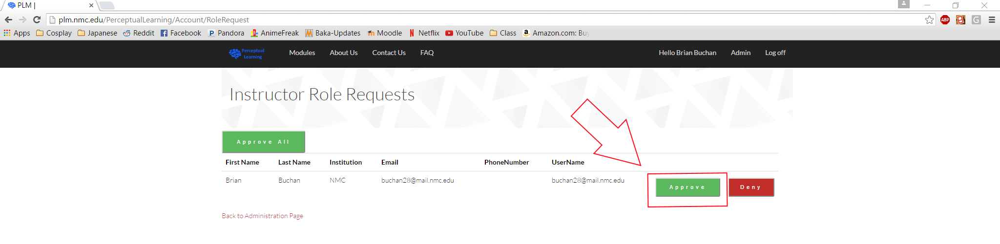 PLM |
plm.nmc.edu/PerceptualLearning/Account/RoleRequest
ABP
G
Apps Cosplay Japanese Reddit Facebook Pandora AnimeFreak Baka-Updates Moodle Netflix YouTube Class Amazon.com: Bu
Perceptual
Learning
Modules About Us Contact Us FAQ Hello Brian Buchan Admin Log off
Instructor Role Requests
Approve All
First Name Last Name Institution Email PhoneNumber UserName
Brian Buchan NMC buchan28@mail.nmc.edu buchan28@mail.nmc.edu Approve Deny
Back to Administration Page